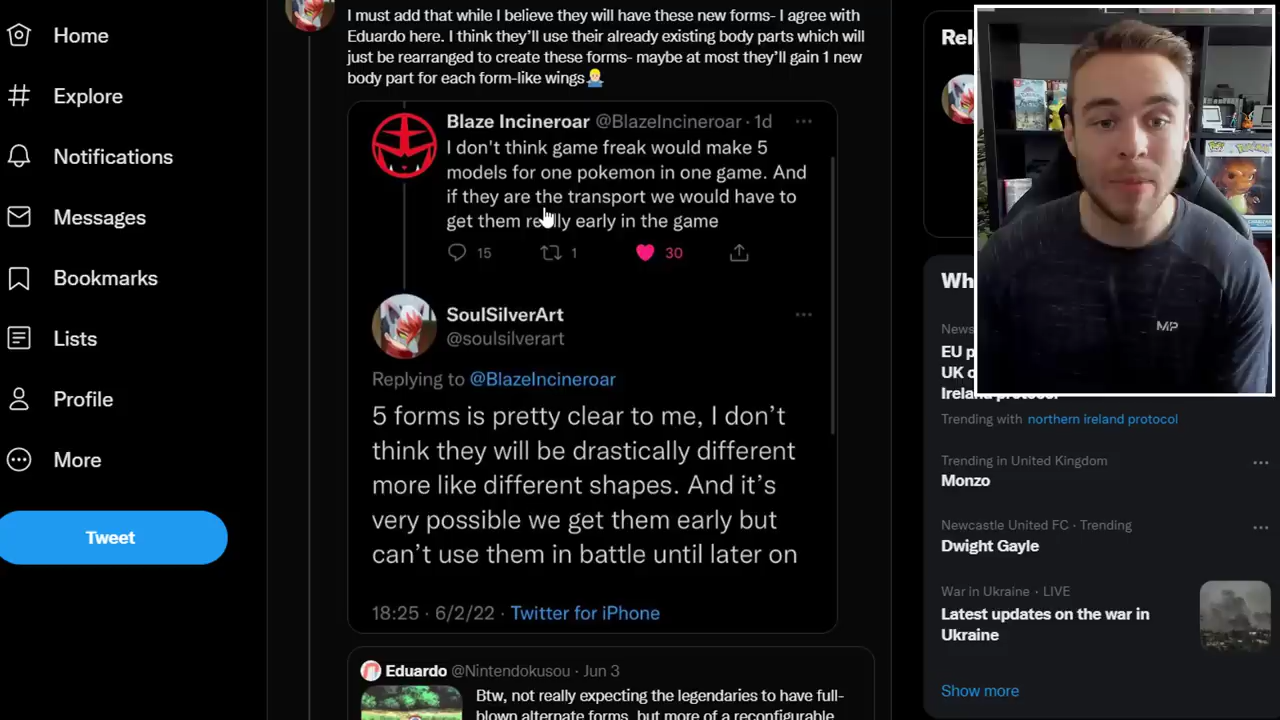 Home
Explore
Notifications
Messages
Bookmarks
Lists
Profile
More
Tweet
I must add that while I believe they will have these new forms- I agree with
Eduardo here. I think they'll use their already existing body parts which will
just be rearranged to create these forms- maybe at most they'll gain 1 new
body part for each form-like wings
Blaze Incineroar @BlazeIncineroar · 1d
I don't think game freak would make 5
models for one pokemon in one game. And
if they are the transport we would have to
get them really early in the game
15 1 30
SoulSilverArt
@soulsilverart
Replying to @BlazeIncineroar
5 forms is pretty clear to me, I don't
think they will be drastically different
more like different shapes. And it's
very possible we get them early but
can't use them in battle until later on
18:25 · 6/2/22 · Twitter for iPhone
Eduardo @Nintendokusou · Jun 3
Btw, not really expecting the legendaries to have full-
blown alternate forms, but more of a reconfigurable
MP
Trending with northern ireland protocol
Trending in United Kingdom
Monzo
Newcastle United FC · Trending
Dwight Gayle
War in Ukraine · LIVE
Latest updates on the war in
Ukraine
Show more